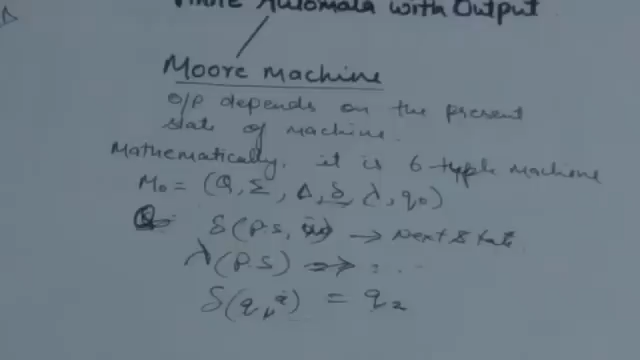 Finite Automata with Output
Moore Machine
O/P depends on the present
state of machine.
Mathematically, it is 6 typle machine
Mo = (Q, Σ, Δ, δ, λ, q0)
δ(P.S, ) → Next State
λ(P.S) → ...
δ(q1, a) = q2